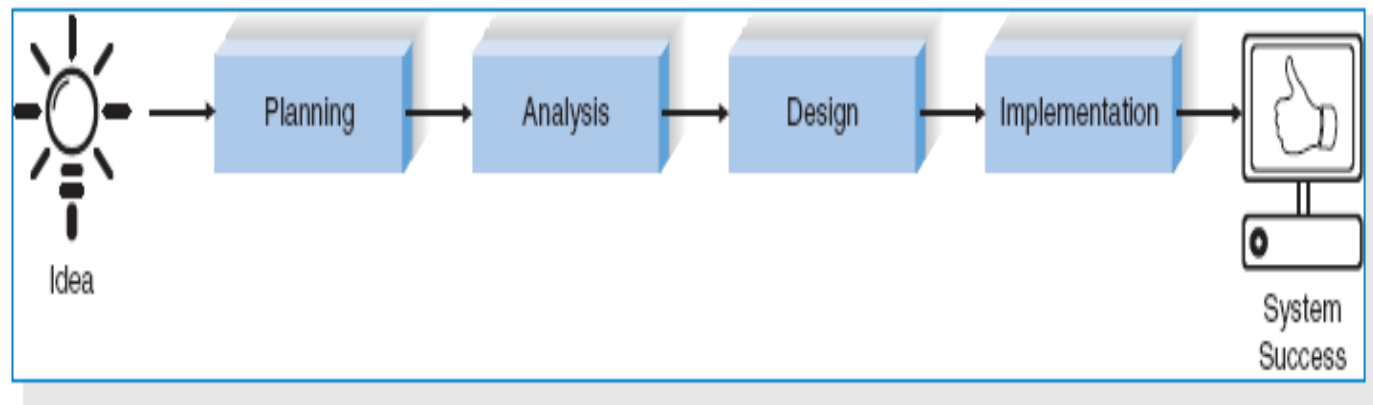 Planning
Analysis
Design
Implementation
Idea
System
Success